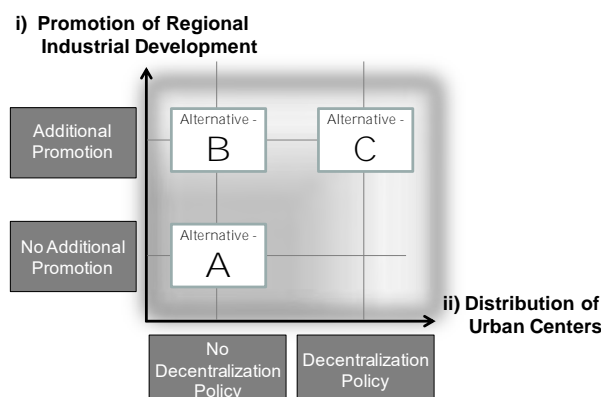 i) Promotion of Regional
Industrial Development
Additional
Promotion
Alternative -
B
Alternative -
C
No Additional
Promotion
Alternative -
A
ii) Distribution of
Urban Centers
No
Decentralization
Policy
Decentralization
Policy